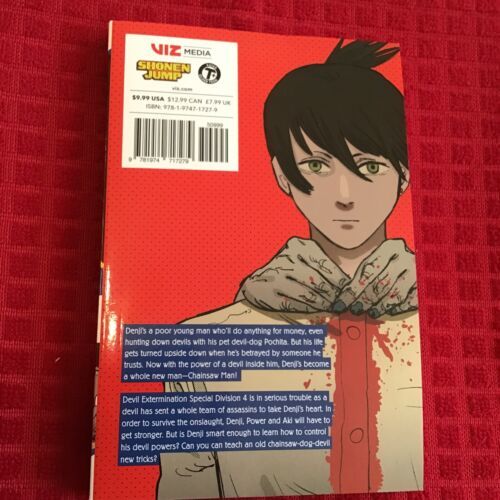 VIZ MEDIA
SHONEN
JUMP
viz.com
$9.99 USA $12.99 CAN £7.99 UK
ISBN: 978-1-9747-1727-9
50999
9 781974 717279
Denji's a poor young man who'll do anything for money, even
hunting down devils with his pet devil-dog Pochita. But his life
gets turned upside down when he's betrayed by someone he
trusts. Now with the power of a devil inside him, Denji's become
a whole new man—Chainsaw Man!
Devil Extermination Special Division 4 is in serious trouble as a
devil has sent a whole team of assassins to take Denji's heart. In
order to survive the onslaught, Denji, Power and Aki will have to
get stronger. But is Denji smart enough to learn how to control
his devil powers? Can you teach an old chainsaw-dog-devil
new tricks?